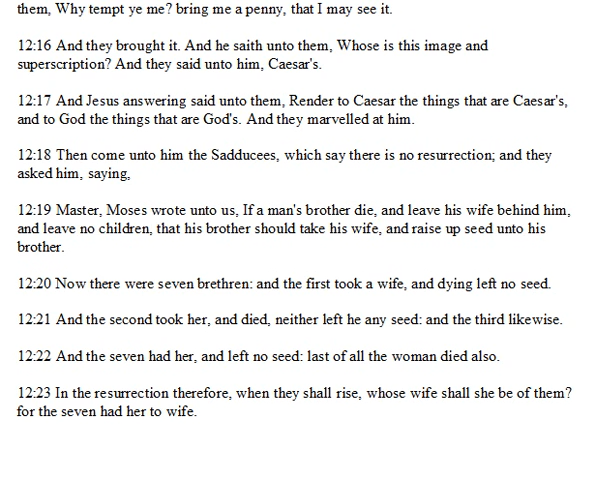 them, Why tempt ye me? bring me a penny, that I may see it.
12:16 And they brought it. And he saith unto them, Whose is this image and
superscription? And they said unto him, Caesar's.
12:17 And Jesus answering said unto them, Render to Caesar the things that are Caesar's,
and to God the things that are God's. And they marvelled at him.
12:18 Then come unto him the Sadducees, which say there is no resurrection; and they
asked him, saying,
12:19 Master, Moses wrote unto us, If a man's brother die, and leave his wife behind him,
and leave no children, that his brother should take his wife, and raise up seed unto his
brother.
12:20 Now there were seven brethren: and the first took a wife, and dying left no seed.
12:21 And the second took her, and died, neither left he any seed: and the third likewise.
12:22 And the seven had her, and left no seed: last of all the woman died also.
12:23 In the resurrection therefore, when they shall rise, whose wife shall she be of them?
for the seven had her to wife.